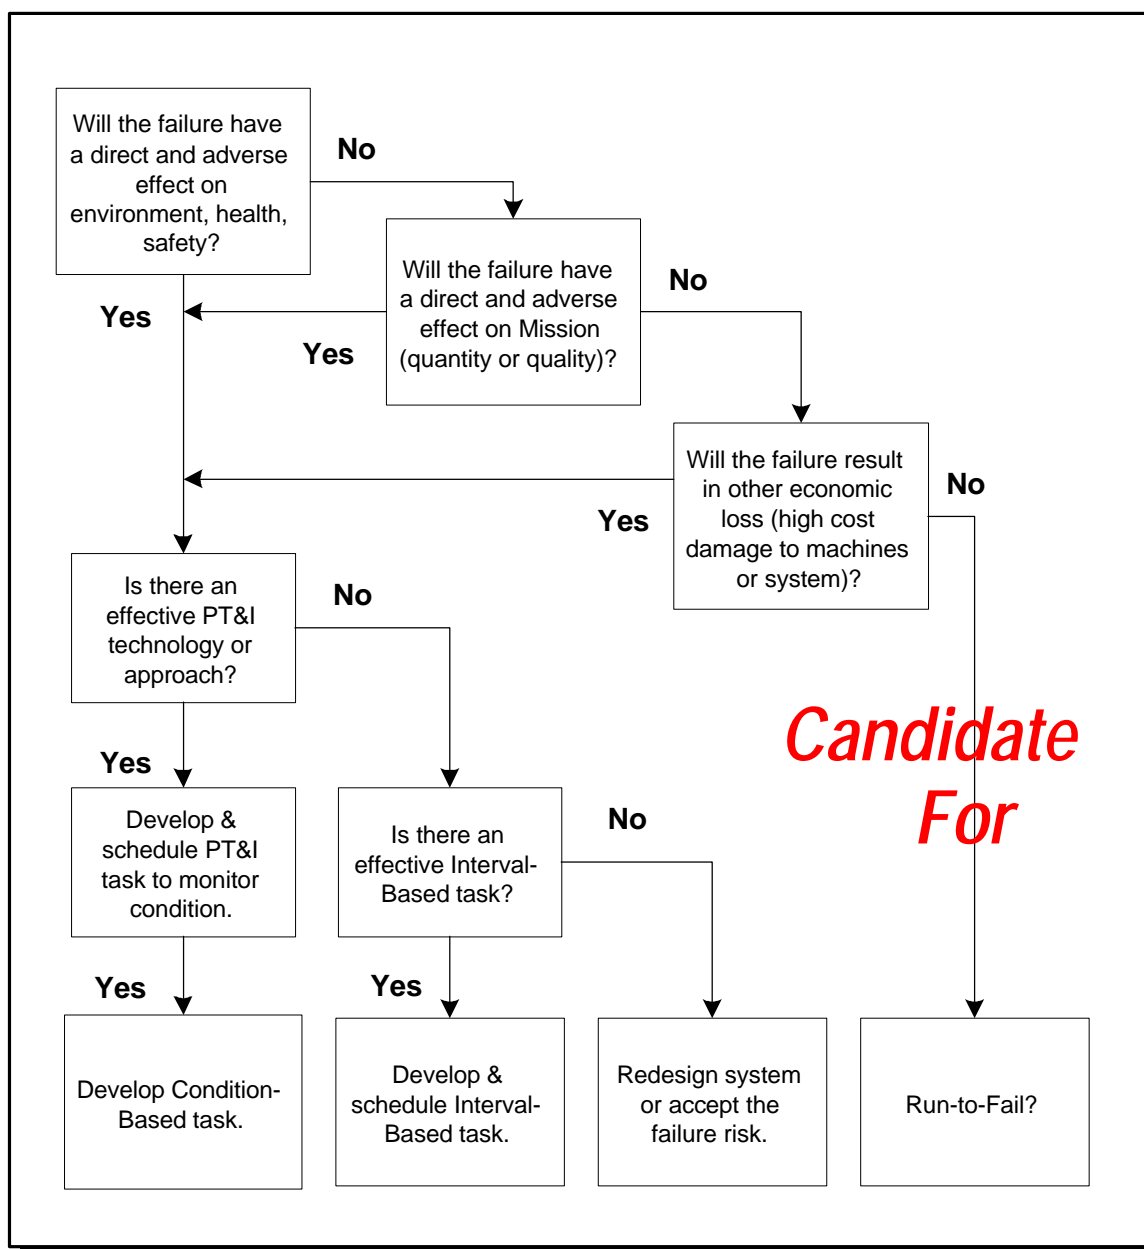 Will the failure have
a direct and adverse
effect on
environment, health,
safety?
No
Will the failure have
a direct and adverse
effect on Mission
(quantity or quality)?
No
Yes
Yes
Will the failure result
in other economic
loss (high cost
damage to machines
or system)?
No
Yes
Is there an
effective PT&I
technology or
approach?
No
Candidate
For
Yes
Develop &
schedule PT&I
task to monitor
condition.
Is there an
effective Interval-
Based task?
No
Yes
Yes
Develop Condition-
Based task.
Develop &
schedule Interval-
Based task.
Redesign system
or accept the
failure risk.
Run-to-Fail?